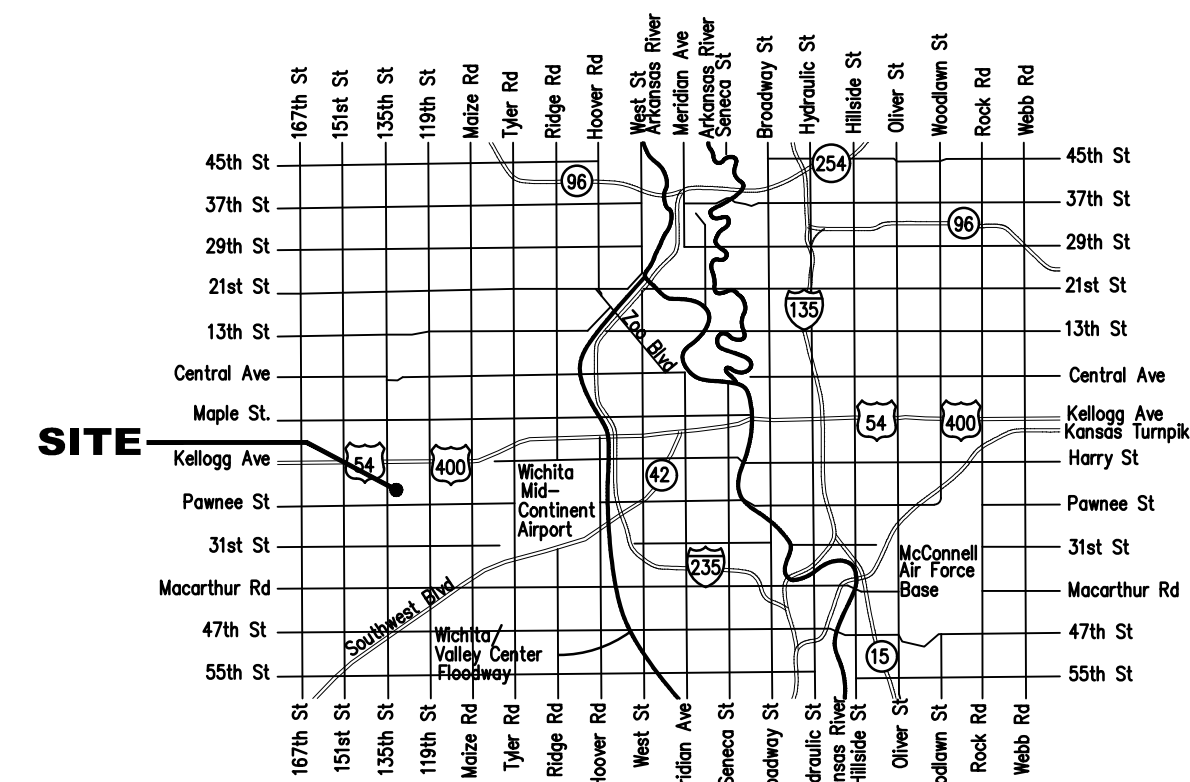 167th St
151st St
135th St
119th St
Maize Rd
Tyler Rd
Ridge Rd
Hoover Rd
West St
Arkansas River
Meridian Ave
Arkansas River
Seneca St
Broadway St
Hydraulic St
Hillside St
Oliver St
Woodlawn St
Rock Rd
Webb Rd
45th St
254
45th St
96
37th St
37th St
96
29th St
29th St
21st St
21st St
135
13th St
Zoo Blvd
13th St
Central Ave
Central Ave
Maple St.
54
400
Kellogg Ave
Kansas Turnpik
SITE
Kellogg Ave
54
400
Harry St
Wichita
Mid-
Continent
Airport
42
Pawnee St
Pawnee St
31st St
31st St
McConnell
Air Force
Base
235
Macarthur Rd
Macarthur Rd
Southwest Blvd
47th St
47th St
Wichita/
Valley Center
Floodway
15
55th St
55th St
167th St
151st St
135th St
119th St
Maize Rd
Tyler Rd
Ridge Rd
Hoover Rd
West St
ridian Ave
Seneca St
oadway St
draulic St
nsas River
Hillside St
Oliver St
odlawn St
Rock Rd
Webb Rd